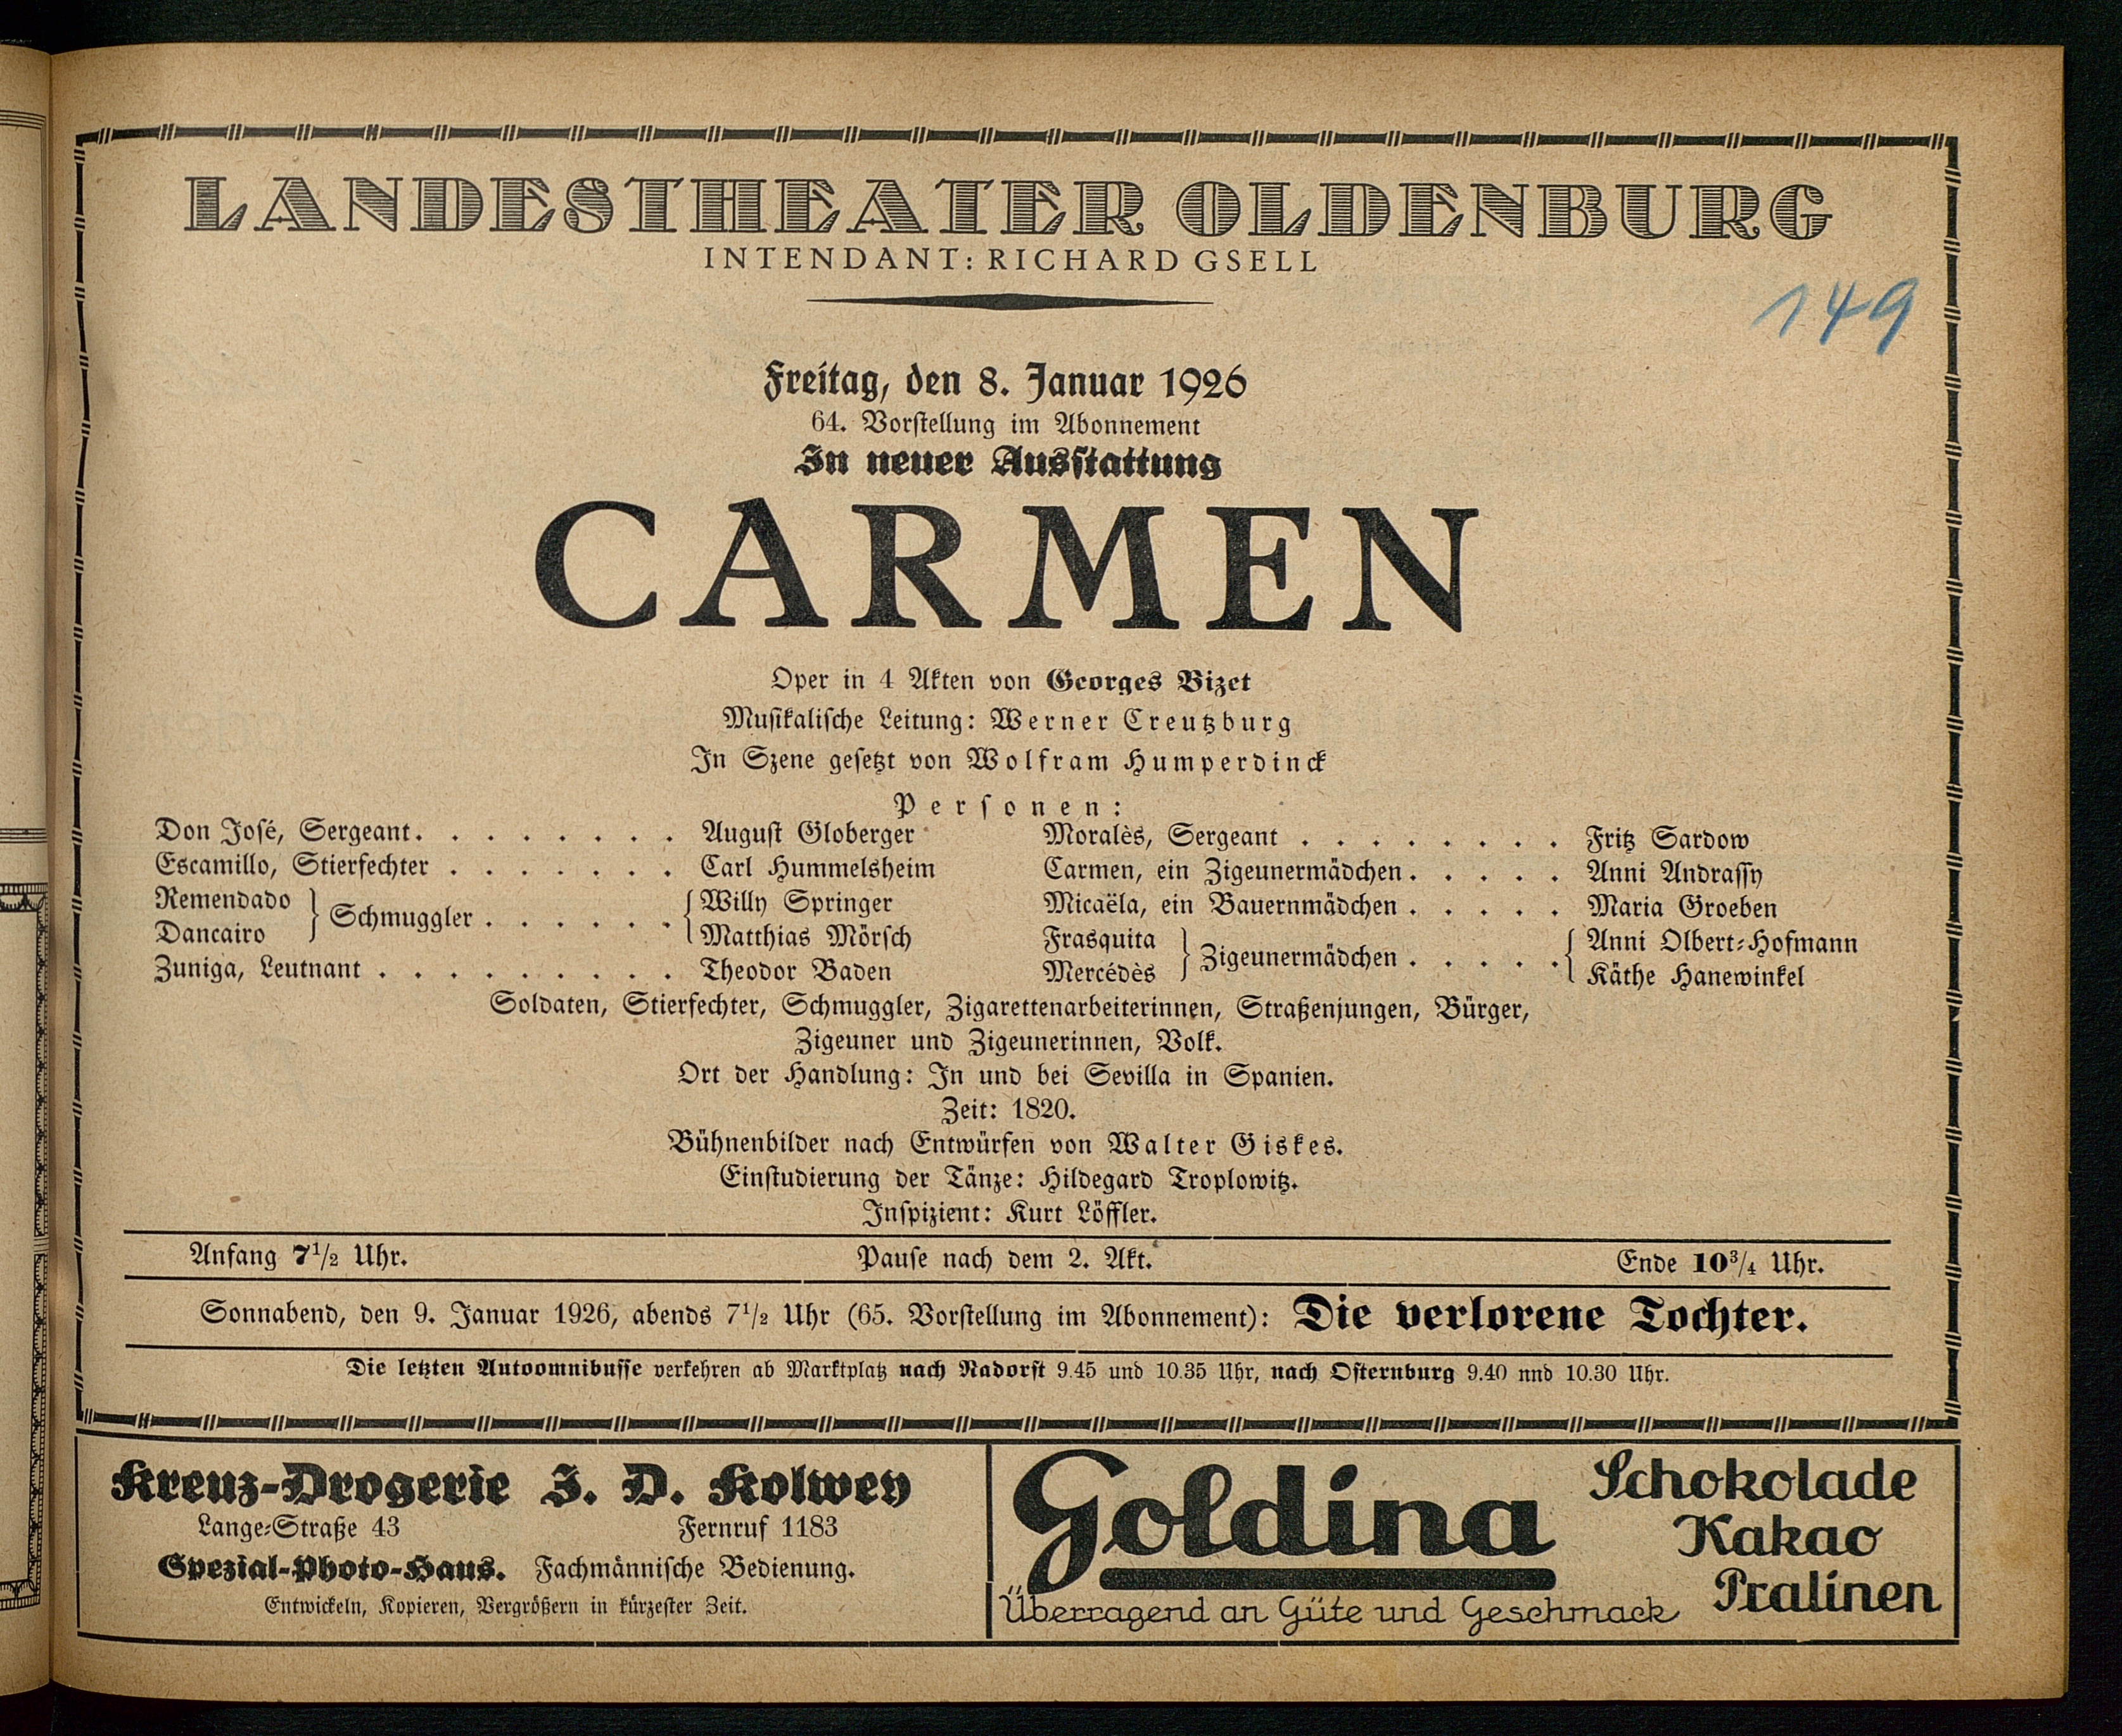 LANDESTHEATER OLDENBURG
INTENDANT: RICHARD GSELL
149
Freitag, den 8. Januar 1926
64. Vorstellung im Abonnement
In neuer Ausstattung
CARMEN
Oper in 4 Akten von Georges Bizet
Musikalische Leitung: Werner Creutzburg
In Szene gesetzt von Wolfram Humperdinck
Personen:
Don José, Sergeant . . . . . . . . August Globerger
Escamillo, Stierfechter . . . . . . . Carl Hummelsheim
Remendado } Schmuggler . . . . . . { Willy Springer
Dancairo } { Matthias Mörsch
Zuniga, Leutnant . . . . . . . . . Theodor Baden
Moralès, Sergeant . . . . . . . . Fritz Sardow
Carmen, ein Zigeunermädchen . . . . . Anni Andrassy
Micaëla, ein Bauernmädchen . . . . . Maria Groeben
Frasquita } Zigeunermädchen . . . . . { Anni Olbert-Hofmann
Mercédès } { Käthe Hanewinkel
Soldaten, Stierfechter, Schmuggler, Zigarettenarbeiterinnen, Straßenjungen, Bürger,
Zigeuner und Zigeunerinnen, Volk.
Ort der Handlung: In und bei Sevilla in Spanien.
Zeit: 1820.
Bühnenbilder nach Entwürfen von Walter Giskes.
Einstudierung der Tänze: Hildegard Troplowitz.
Inspizient: Kurt Löffler.
Anfang 7 1/2 Uhr. Pause nach dem 2. Akt. Ende 10 3/4 Uhr.
Sonnabend, den 9. Januar 1926, abends 7 1/2 Uhr (65. Vorstellung im Abonnement): Die verlorene Tochter.
Die letzten Autoomnibusse verkehren ab Marktplatz nach Nadorst 9.45 und 10.35 Uhr, nach Osternburg 9.40 nnd 10.30 Uhr.
Kreuz-Drogerie J. D. Kolwey
Lange-Straße 43 Fernruf 1183
Spezial-Photo-Haus. Fachmännische Bedienung.
Entwickeln, Kopieren, Vergrößern in kürzester Zeit.
Goldina
Schokolade
Kakao
Pralinen
Überragend an Güte und Geschmack